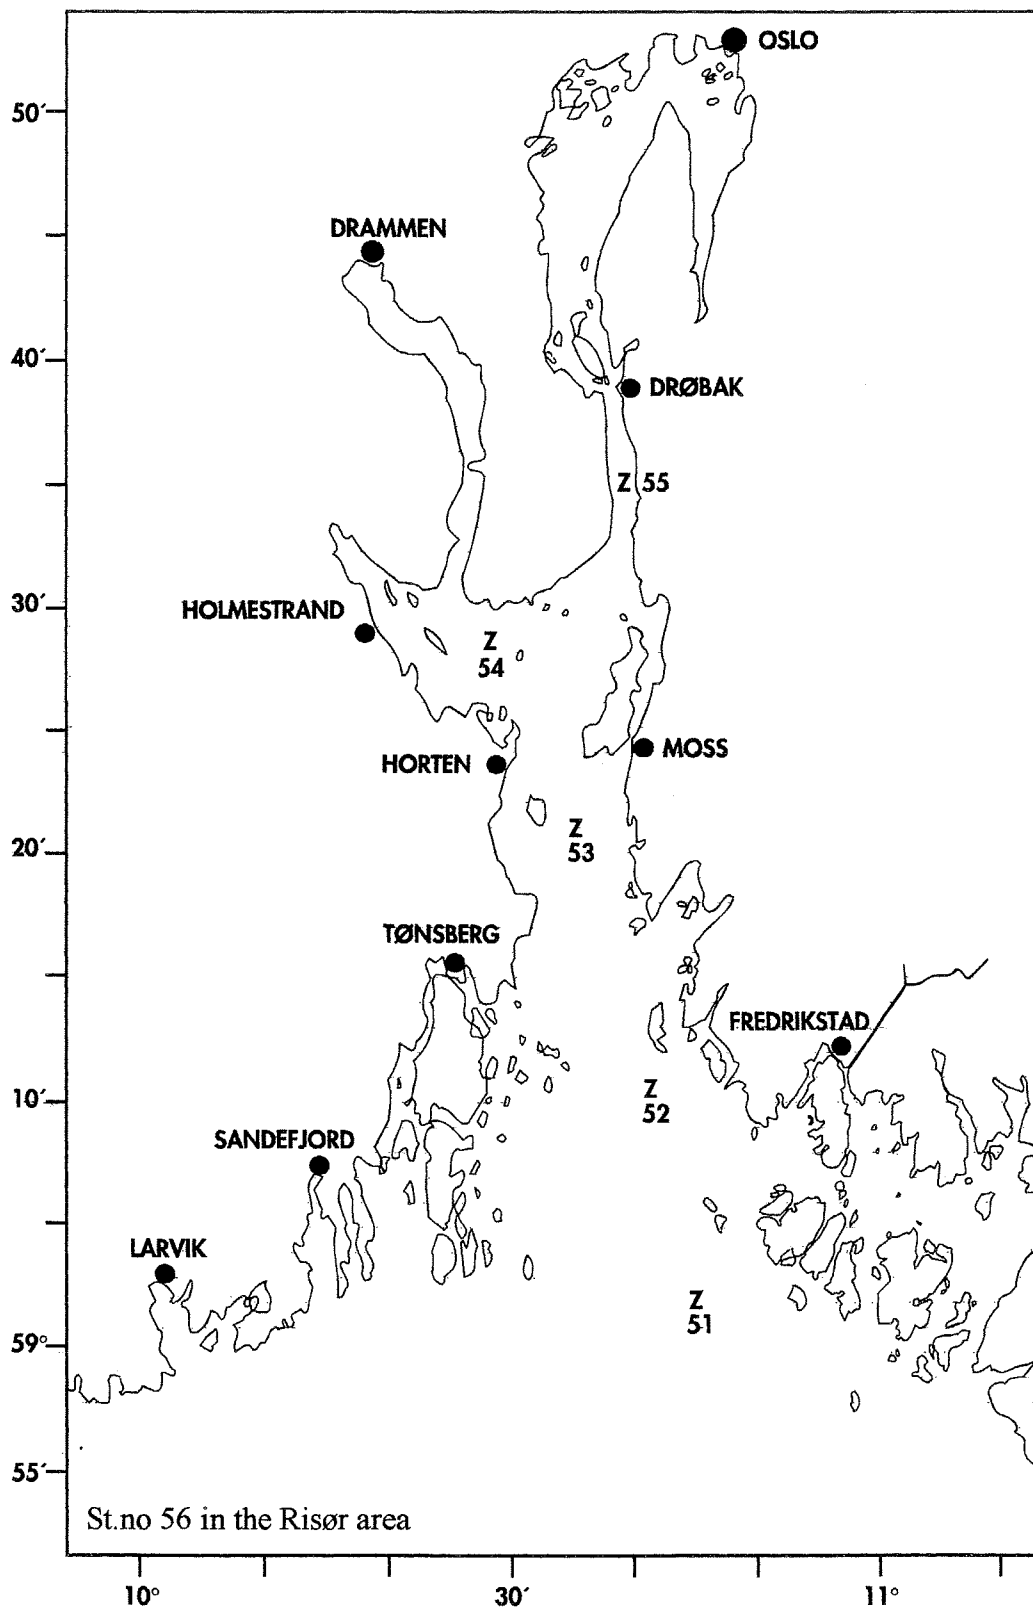 OSLO
50′
DRAMMEN
40′
DRØBAK
Z 55
30′
HOLMESTRAND
Z
54
MOSS
HORTEN
Z
53
20′
TØNSBERG
FREDRIKSTAD
Z
52
10′
SANDEFJORD
LARVIK
Z
51
59°
55′
St.no 56 in the Risør area
10°
30′
11°